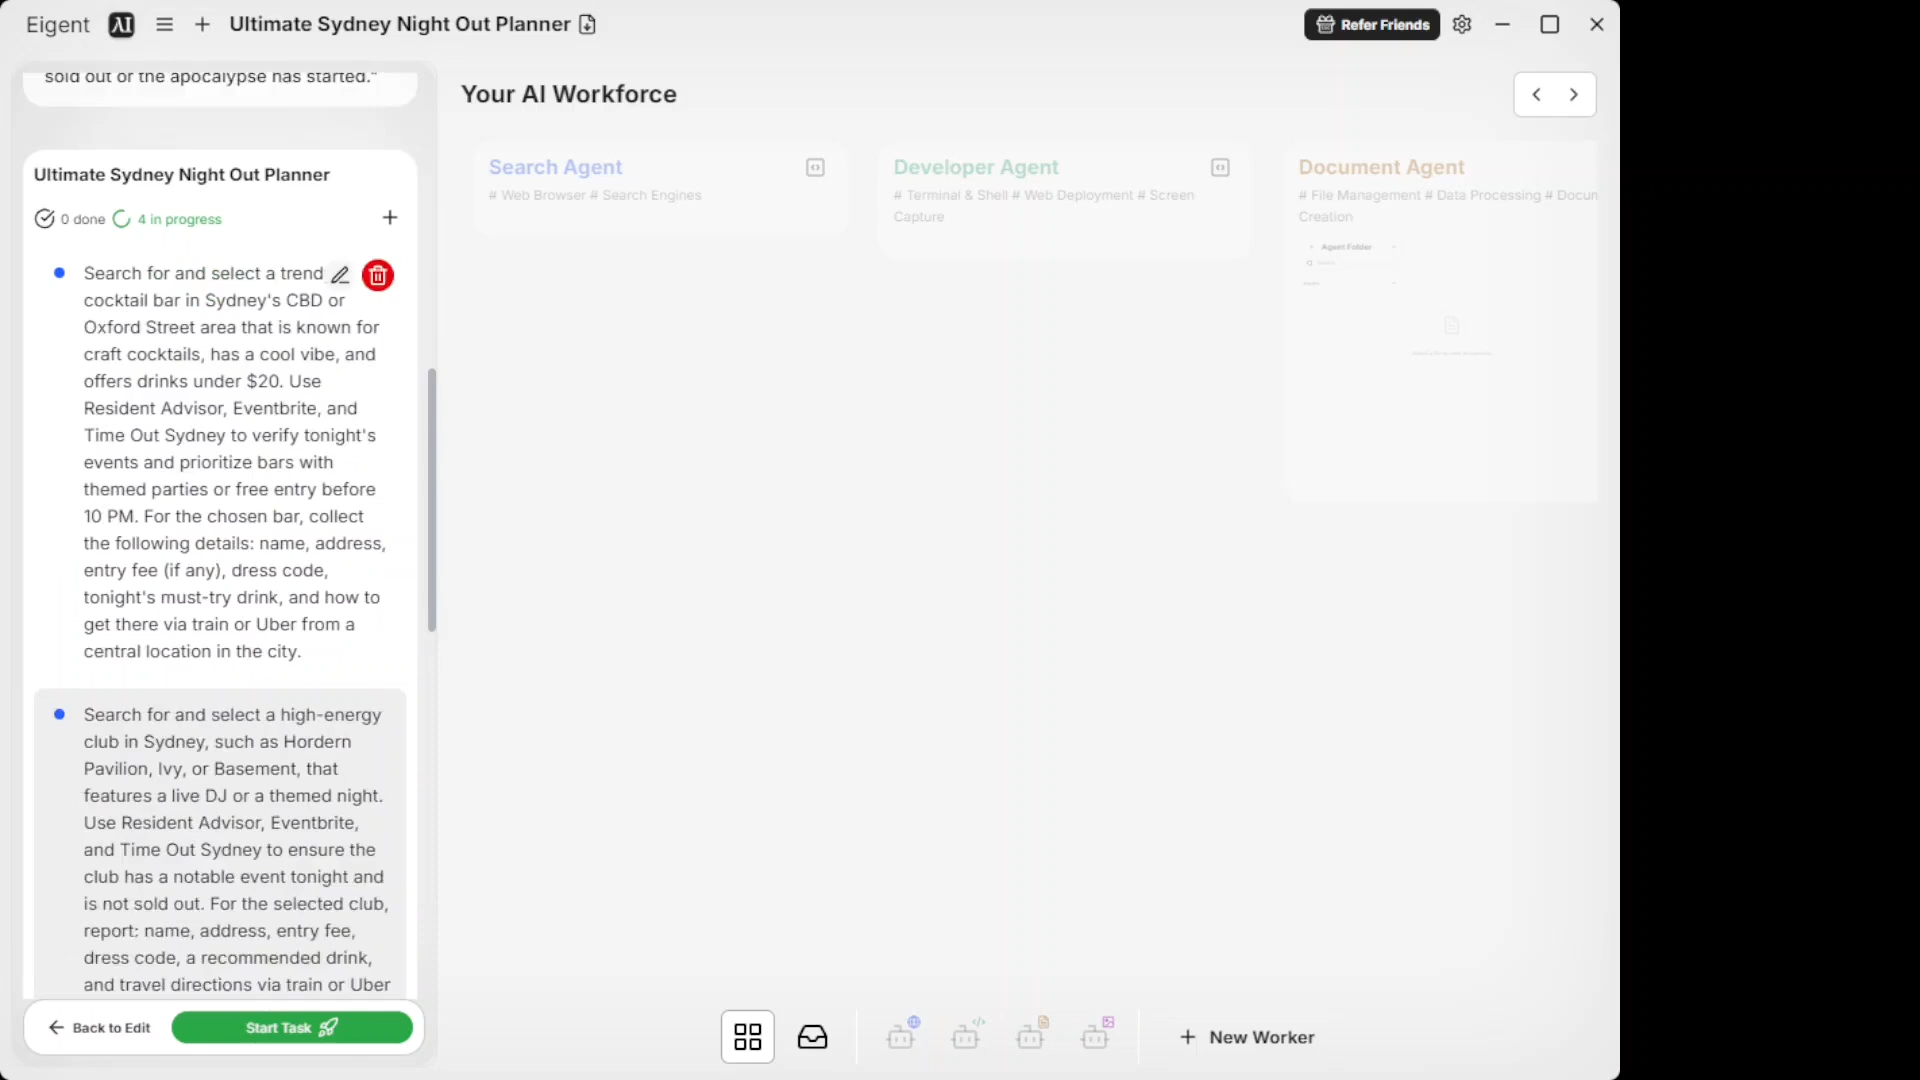 Eigent
AI
Ultimate Sydney Night Out Planner
Refer Friends
sold out or the apocalypse has started."
Ultimate Sydney Night Out Planner
0 done
4 in progress
Search for and select a trend
cocktail bar in Sydney's CBD or
Oxford Street area that is known for
craft cocktails, has a cool vibe, and
offers drinks under $20. Use
Resident Advisor, Eventbrite, and
Time Out Sydney to verify tonight's
events and prioritize bars with
themed parties or free entry before
10 PM. For the chosen bar, collect
the following details: name, address,
entry fee (if any), dress code,
tonight's must-try drink, and how to
get there via train or Uber from a
central location in the city.
Search for and select a high-energy
club in Sydney, such as Hordern
Pavilion, Ivy, or Basement, that
features a live DJ or a themed night.
Use Resident Advisor, Eventbrite,
and Time Out Sydney to ensure the
club has a notable event tonight and
is not sold out. For the selected club,
report: name, address, entry fee,
dress code, a recommended drink,
and travel directions via train or Uber
Back to Edit
Start Task
Your AI Workforce
Search Agent
# Web Browser # Search Engines
Developer Agent
# Terminal & Shell # Web Deployment # Screen
Capture
Document Agent
# File Management # Data Processing # Docun
Creation
Agent Folder
New Worker